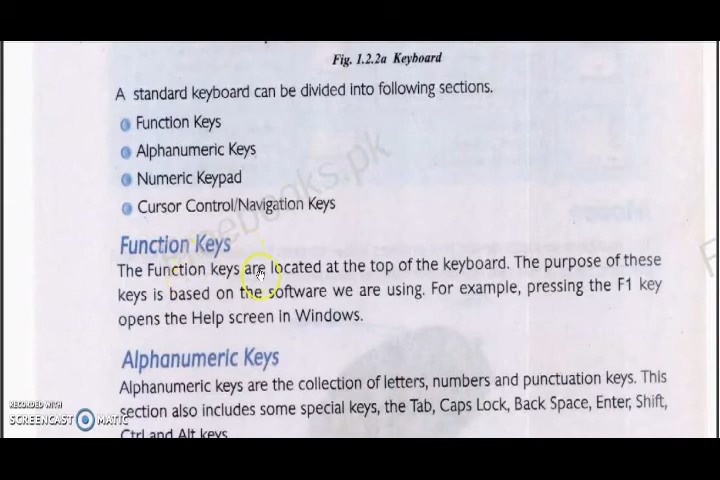 Fig. 1.2.2a Keyboard
A standard keyboard can be divided into following sections.
Function Keys
Alphanumeric Keys
Numeric Keypad
Cursor Control/Navigation Keys
Function Keys
The Function keys are located at the top of the keyboard. The purpose of these
keys is based on the software we are using. For example, pressing the F1 key
opens the Help screen in Windows.
Alphanumeric Keys
Alphanumeric keys are the collection of letters, numbers and punctuation keys. This
section also includes some special keys, the Tab, Caps Lock, Back Space, Enter, Shift,
Ctrl and Alt keys
RECORDED WITH
SCREENCAST MATIC